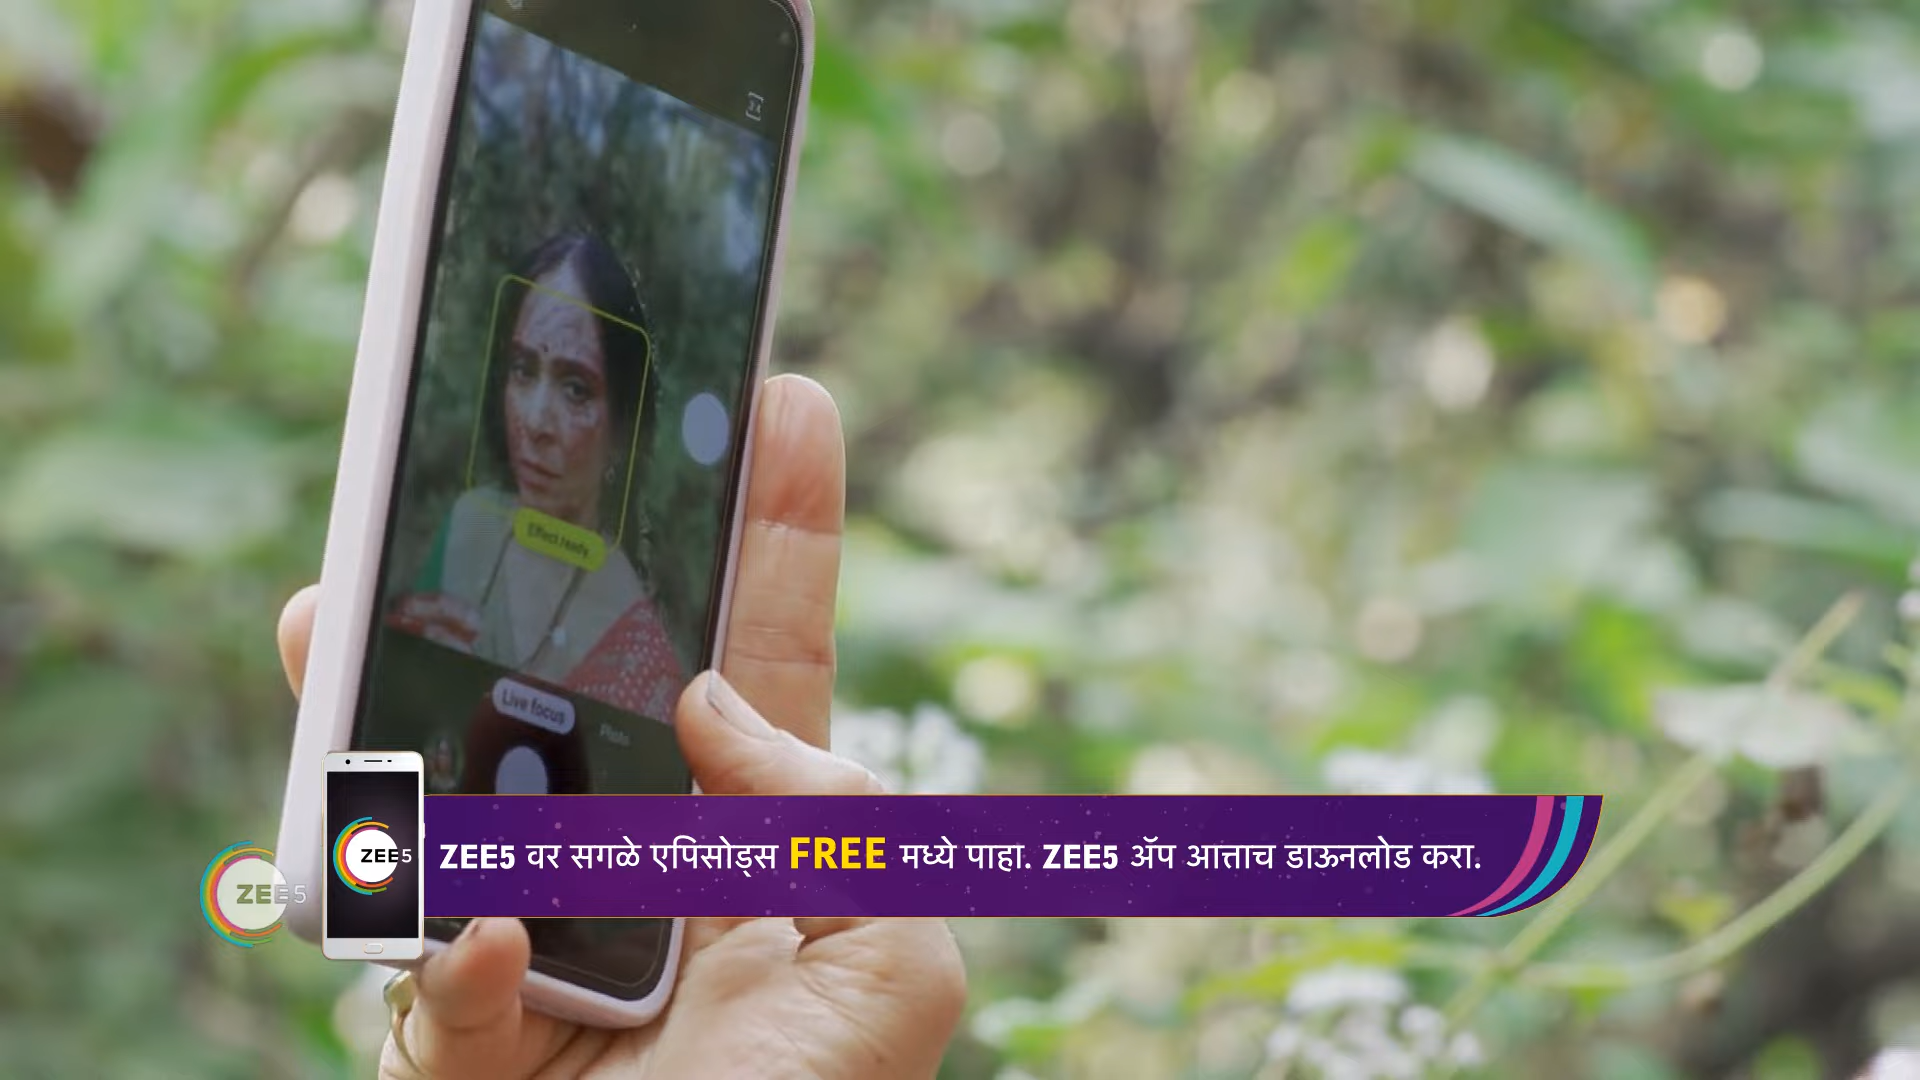 Effect ready
Live focus
Photo
ZEE5 वर सगळे एपिसोड्स FREE मध्ये पाहा. ZEE5 ॲप आत्ताच डाऊनलोड करा.
ZEE5
ZEE5